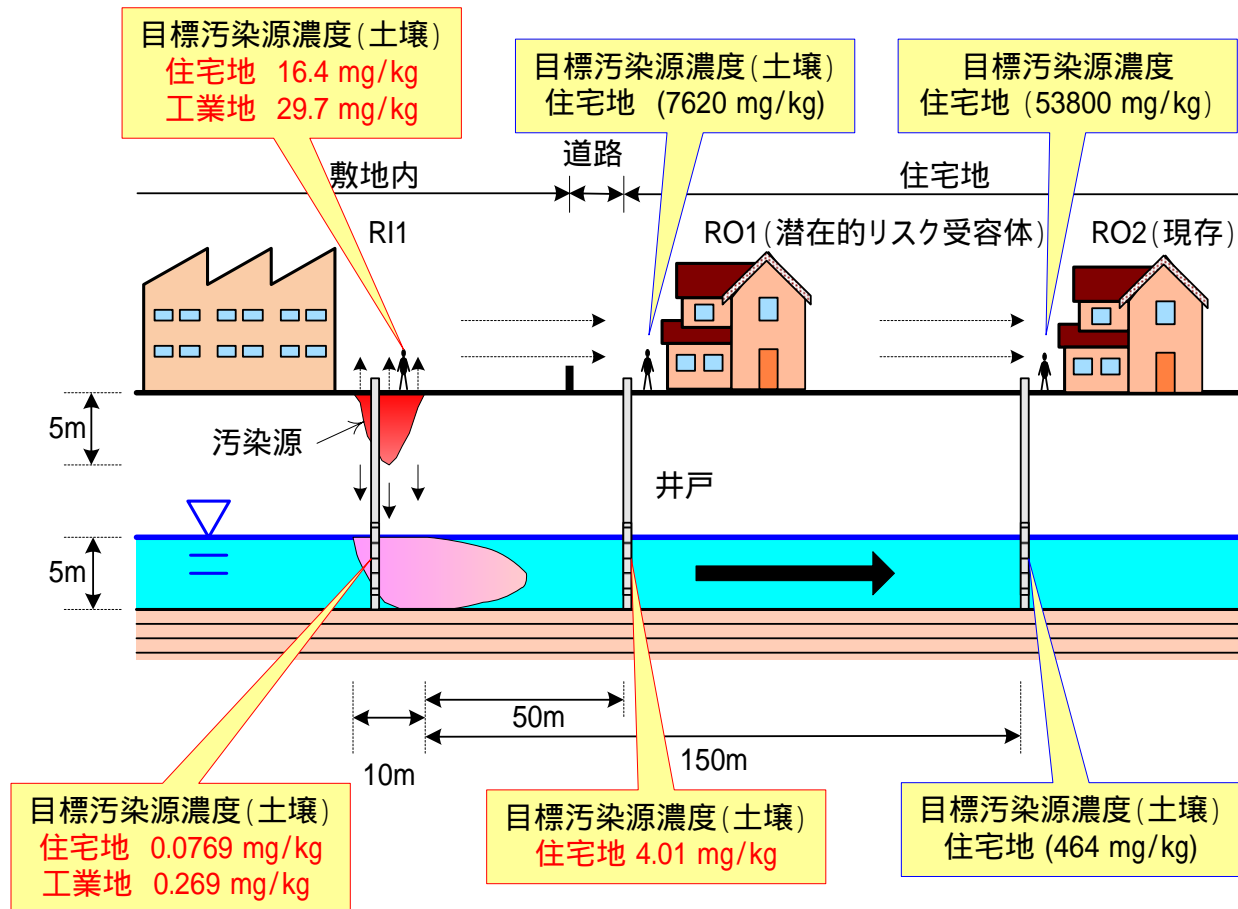 目標汚染源濃度(土壌)
住宅地 16.4 mg/kg
工業地 29.7 mg/kg
目標汚染源濃度(土壌)
住宅地 (7620 mg/kg)
目標汚染源濃度
住宅地 (53800 mg/kg)
敷地内
道路
住宅地
RI1
RO1(潜在的リスク受容体)
RO2(現存)
5m
汚染源
井戸
5m
50m
150m
10m
目標汚染源濃度(土壌)
住宅地 0.0769 mg/kg
工業地 0.269 mg/kg
目標汚染源濃度(土壌)
住宅地 4.01 mg/kg
目標汚染源濃度(土壌)
住宅地 (464 mg/kg)